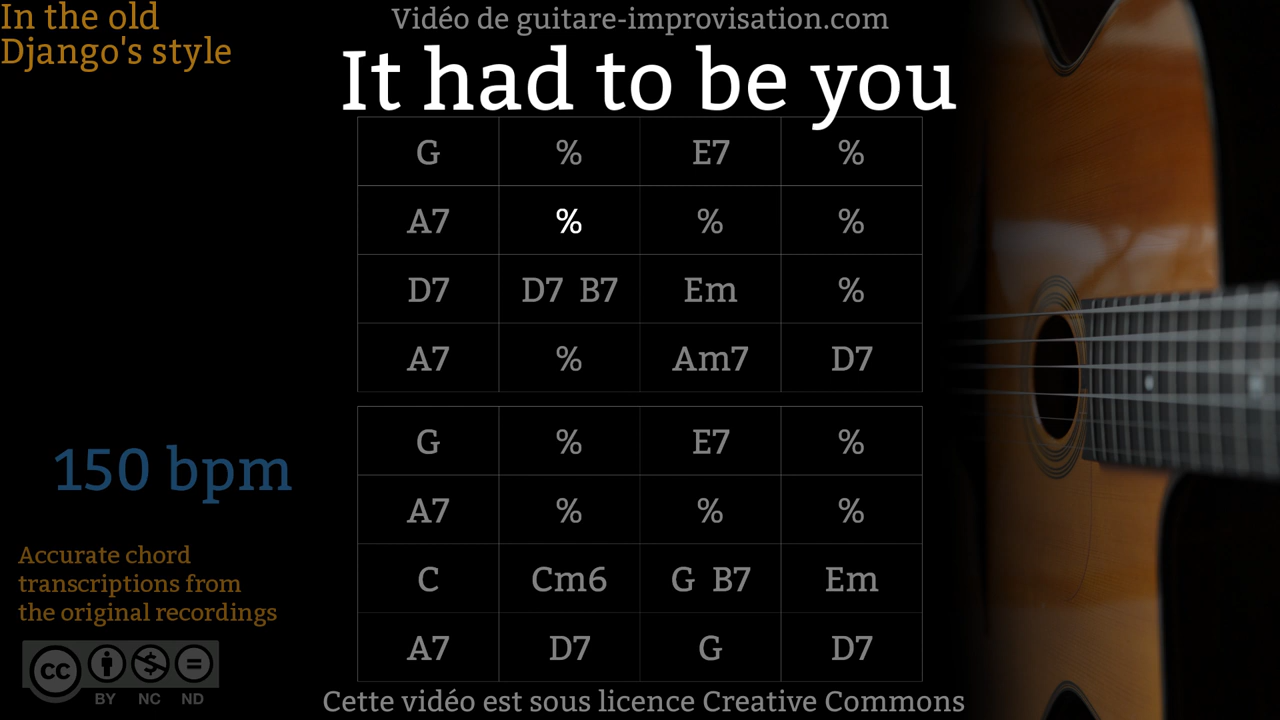 In the old
Django's style
Vidéo de guitare-improvisation.com
It had to be you
G % E7 %
A7 % % %
D7 D7 B7 Em %
A7 % Am7 D7
G % E7 %
A7 % % %
C Cm6 G B7 Em
A7 D7 G D7
150 bpm
Accurate chord
transcriptions from
the original recordings
cc
BY NC ND
Cette vidéo est sous licence Creative Commons